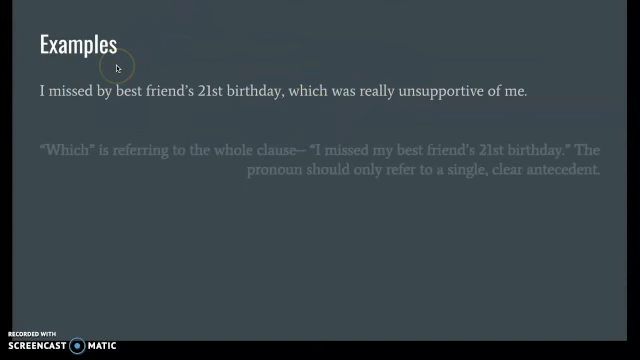 Examples
I missed by best friend's 21st birthday, which was really unsupportive of me.
“Which” is referring to the whole clause– “I missed my best friend's 21st birthday.” The
pronoun should only refer to a single, clear antecedent.
RECORDED WITH
SCREENCAST MATIC